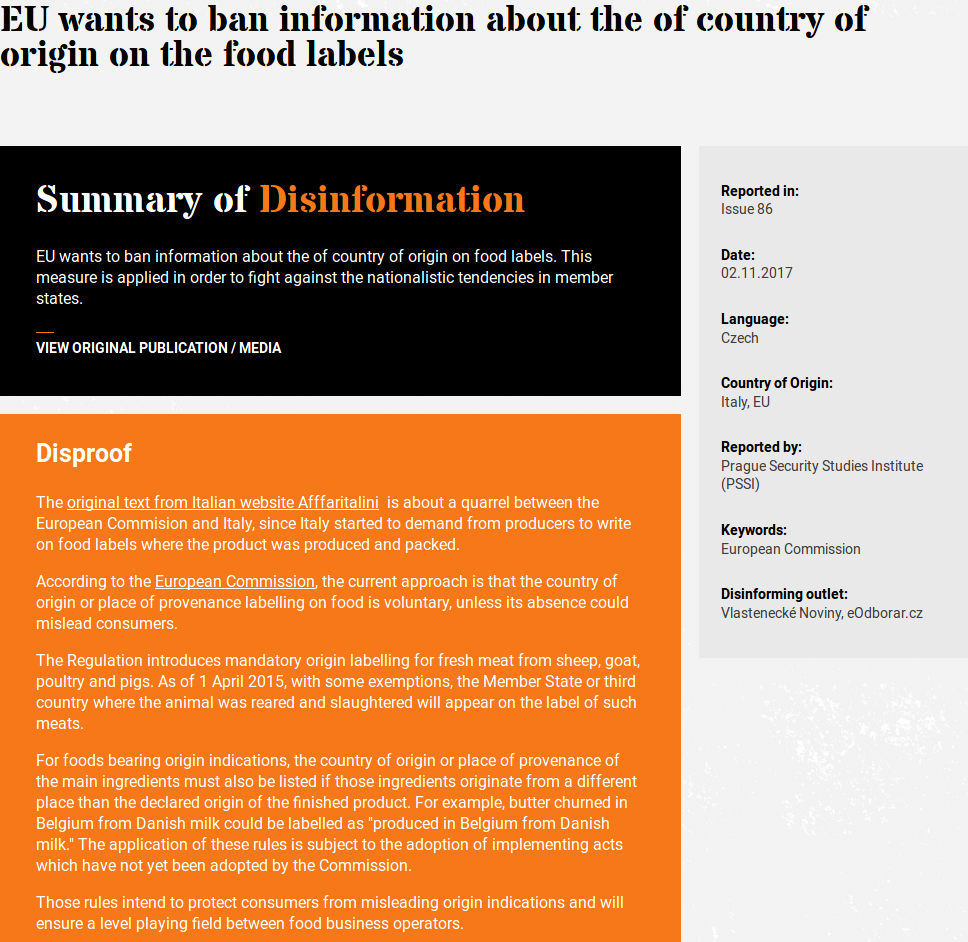 EU wants to ban information about the of country of
origin on the food labels
Summary of Disinformation
EU wants to ban information about the of country of origin on food labels. This
measure is applied in order to fight against the nationalistic tendencies in member
states.
VIEW ORIGINAL PUBLICATION / MEDIA
Disproof
The original text from Italian website Afffaritalini is about a quarrel between the
European Commision and Italy, since Italy started to demand from producers to write
on food labels where the product was produced and packed.
According to the European Commission, the current approach is that the country of
origin or place of provenance labelling on food is voluntary, unless its absence could
mislead consumers.
The Regulation introduces mandatory origin labelling for fresh meat from sheep, goat,
poultry and pigs. As of 1 April 2015, with some exemptions, the Member State or third
country where the animal was reared and slaughtered will appear on the label of such
meats.
For foods bearing origin indications, the country of origin or place of provenance of
the main ingredients must also be listed if those ingredients originate from a different
place than the declared origin of the finished product. For example, butter churned in
Belgium from Danish milk could be labelled as "produced in Belgium from Danish
milk." The application of these rules is subject to the adoption of implementing acts
which have not yet been adopted by the Commission.
Those rules intend to protect consumers from misleading origin indications and will
ensure a level playing field between food business operators.
Reported in:
Issue 86
Date:
02.11.2017
Language:
Czech
Country of Origin:
Italy, EU
Reported by:
Prague Security Studies Institute
(PSSI)
Keywords:
European Commission
Disinforming outlet:
Vlastenecké Noviny, eOdborar.cz